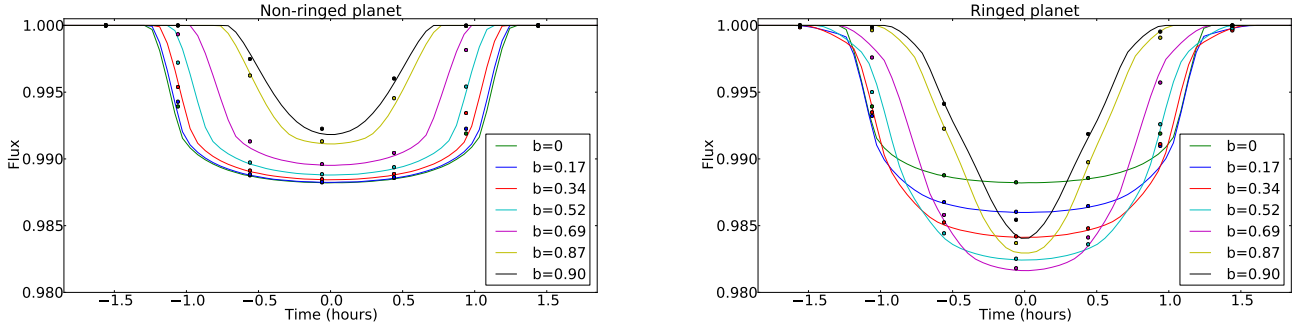 Non-ringed planet
1.000
0.995
0.990
0.985
0.980
Flux
b=0
b=0.17
b=0.34
b=0.52
b=0.69
b=0.87
b=0.90
−1.5 −1.0 −0.5 0.0 0.5 1.0 1.5
Time (hours)
Ringed planet
1.000
0.995
0.990
0.985
0.980
Flux
b=0
b=0.17
b=0.34
b=0.52
b=0.69
b=0.87
b=0.90
−1.5 −1.0 −0.5 0.0 0.5 1.0 1.5
Time (hours)